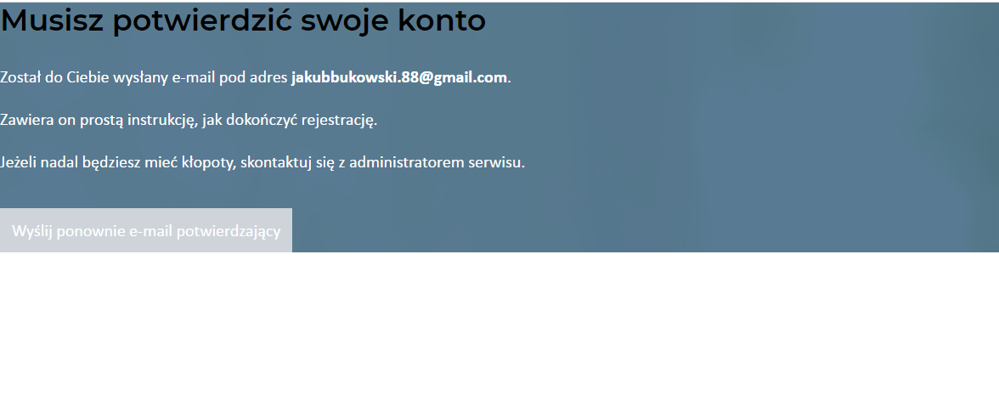 Musisz potwierdzić swoje konto
Został do Ciebie wysłany e-mail pod adres jakubbukowski.88@gmail.com.
Zawiera on prostą instrukcję, jak dokończyć rejestrację.
Jeżeli nadal będziesz mieć kłopoty, skontaktuj się z administratorem serwisu.
Wyślij ponownie e-mail potwierdzający